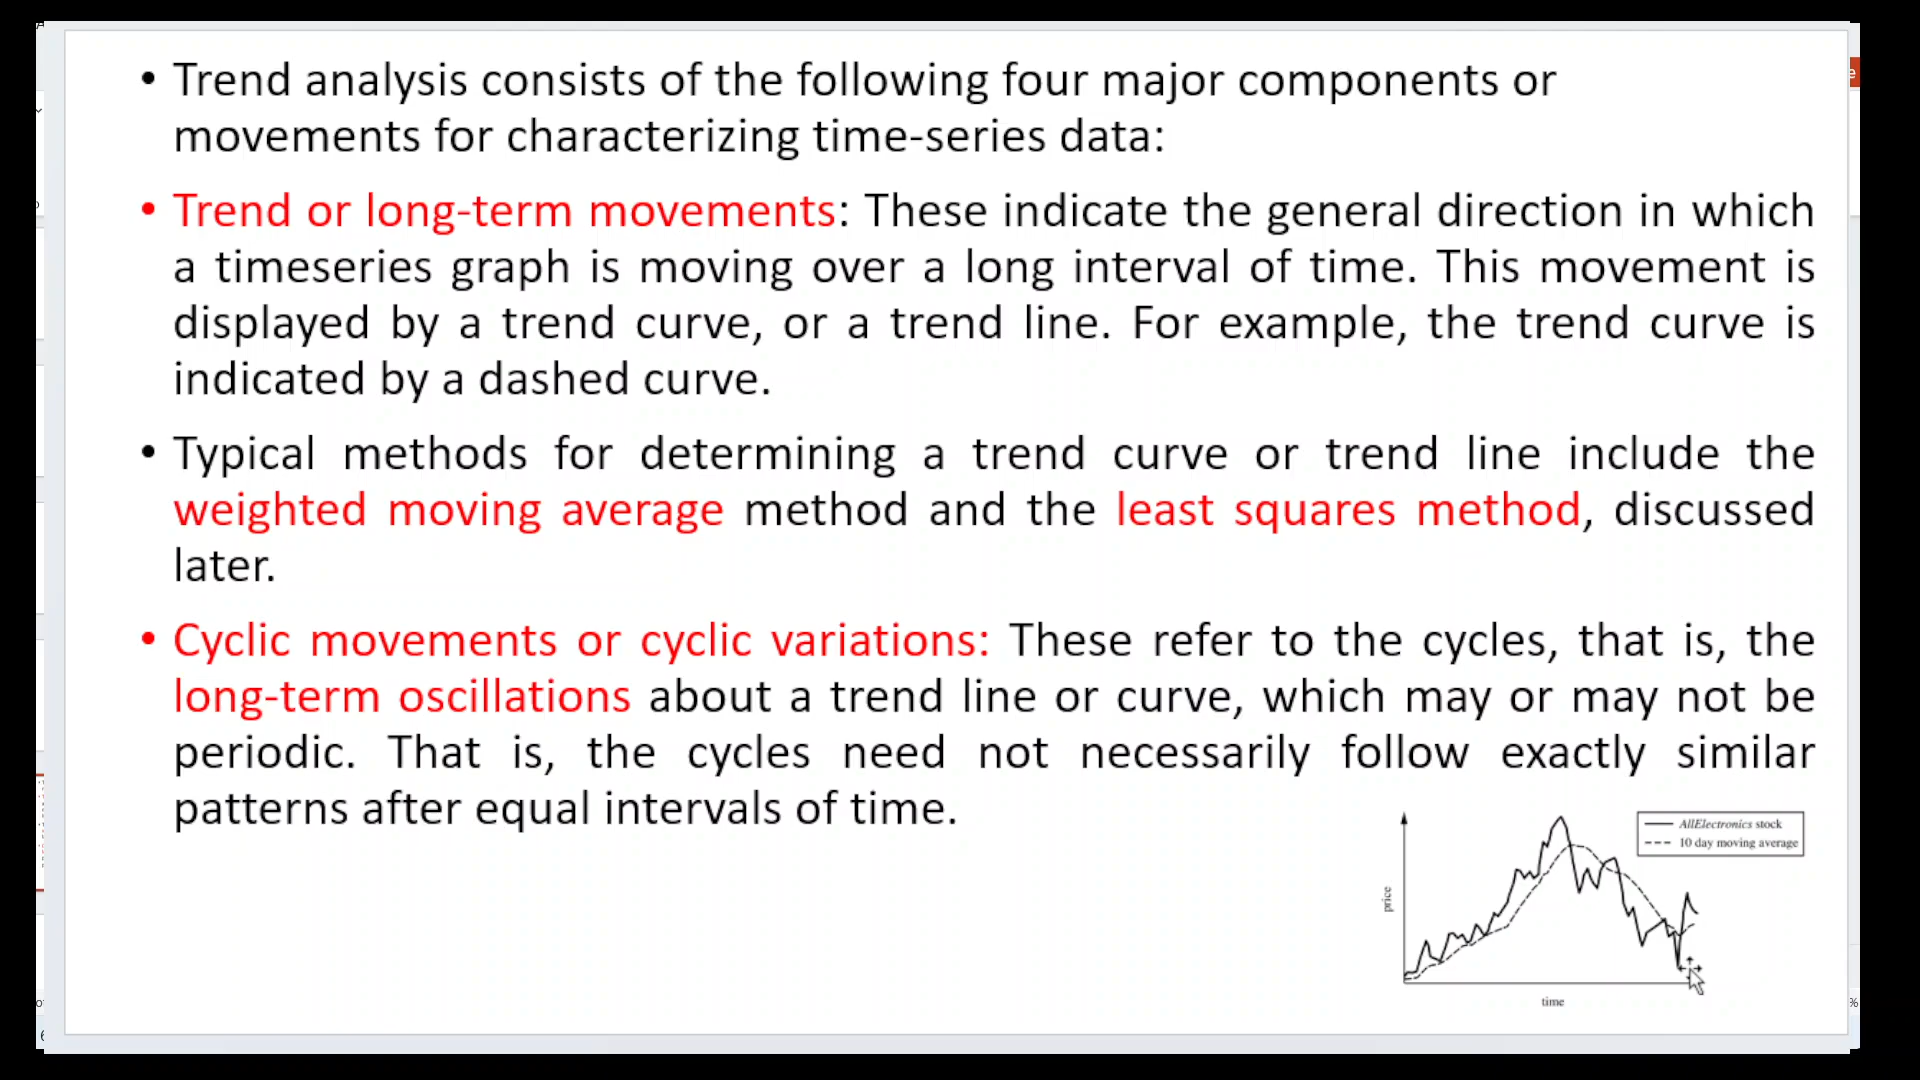 • Trend analysis consists of the following four major components or
movements for characterizing time-series data:
• Trend or long-term movements: These indicate the general direction in which
a timeseries graph is moving over a long interval of time. This movement is
displayed by a trend curve, or a trend line. For example, the trend curve is
indicated by a dashed curve.
• Typical methods for determining a trend curve or trend line include the
weighted moving average method and the least squares method, discussed
later.
• Cyclic movements or cyclic variations: These refer to the cycles, that is, the
long-term oscillations about a trend line or curve, which may or may not be
periodic. That is, the cycles need not necessarily follow exactly similar
patterns after equal intervals of time.
AllElectronics stock
10 day moving average
price
time